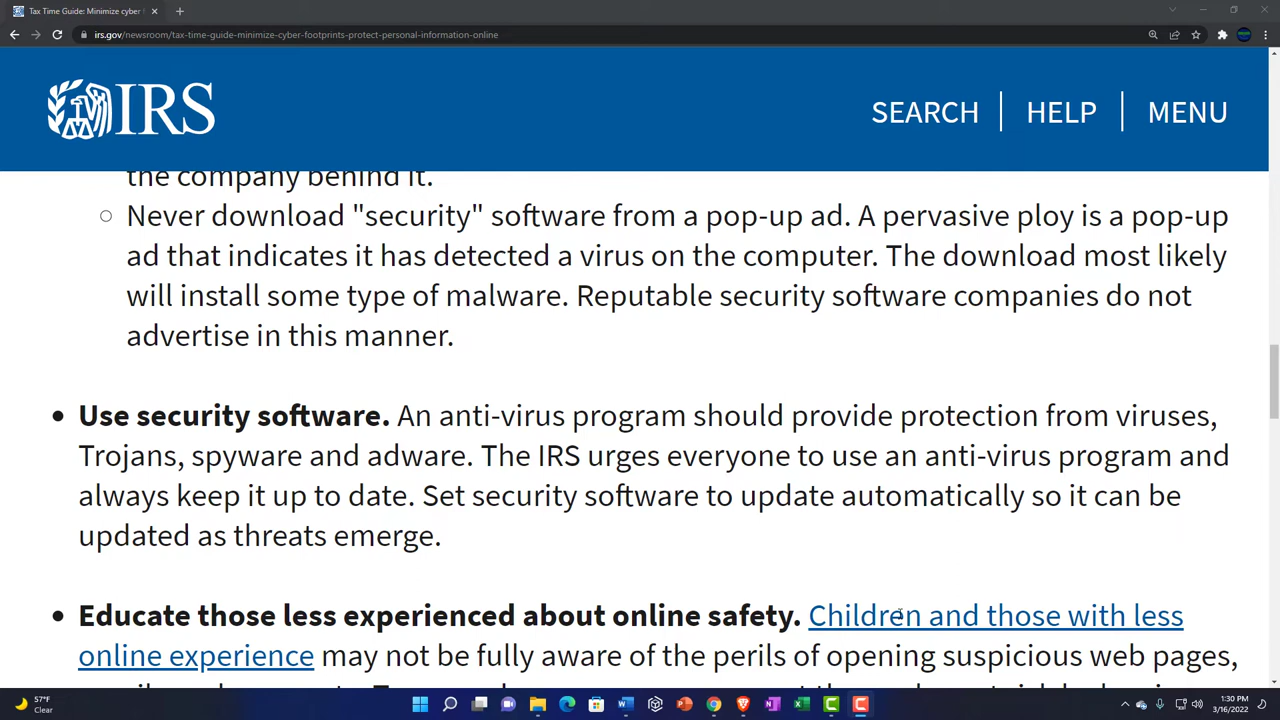 Tax Time Guide: Minimize cyber f
irs.gov/newsroom/tax-time-guide-minimize-cyber-footprints-protect-personal-information-online
IRS
SEARCH
HELP
MENU
the company behind it.
Never download "security" software from a pop-up ad. A pervasive ploy is a pop-up
ad that indicates it has detected a virus on the computer. The download most likely
will install some type of malware. Reputable security software companies do not
advertise in this manner.
Use security software. An anti-virus program should provide protection from viruses,
Trojans, spyware and adware. The IRS urges everyone to use an anti-virus program and
always keep it up to date. Set security software to update automatically so it can be
updated as threats emerge.
Educate those less experienced about online safety. Children and those with less
online experience may not be fully aware of the perils of opening suspicious web pages,
57°F
Clear
1:30 PM
3/16/2022